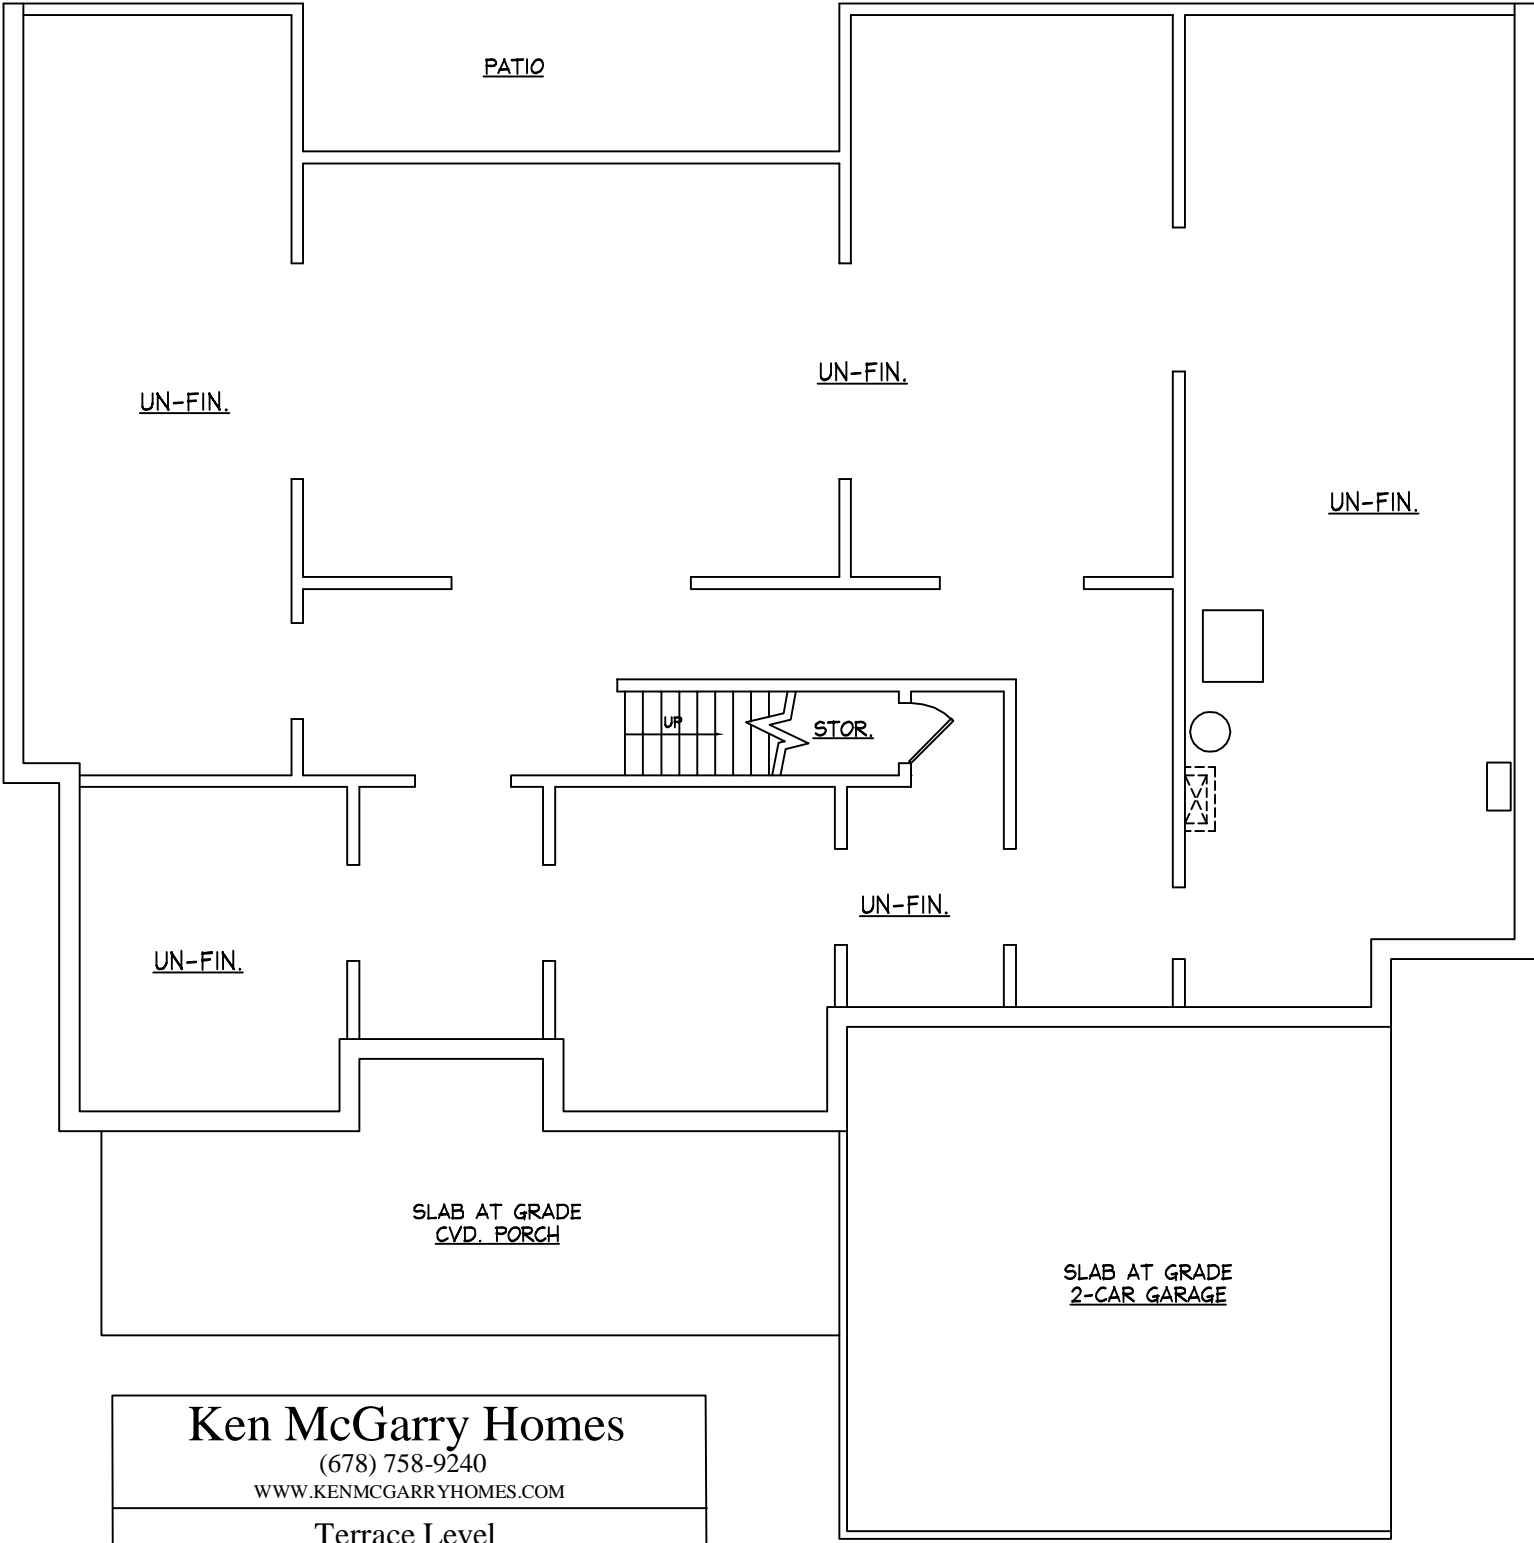 PATIO
UN-FIN.
UN-FIN.
UN-FIN.
UP
STOR.
UN-FIN.
UN-FIN.
SLAB AT GRADE
CVD. PORCH
SLAB AT GRADE
2-CAR GARAGE
Ken McGarry Homes
(678) 758-9240
WWW.KENMCGARRYHOMES.COM
Terrace Level